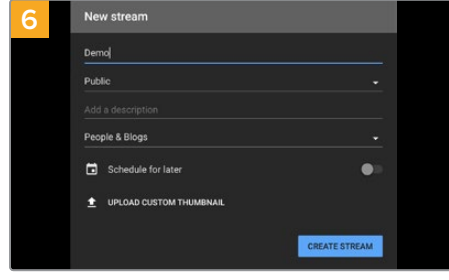 6
New stream
Demo
Public
Add a description
People & Blogs
Schedule for later
UPLOAD CUSTOM THUMBNAIL
CREATE STREAM